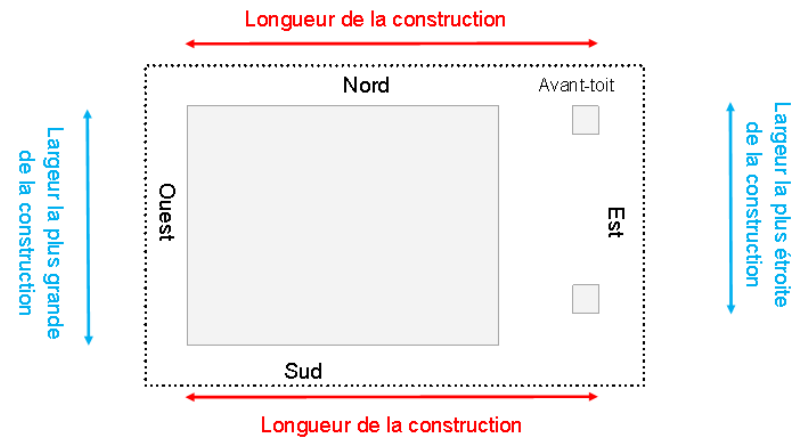 Longueur de la construction
Nord
Avant-toit
Largeur la plus grande
de la construction
Ouest
Est
Largeur la plus étroite
de la construction
Sud
Longueur de la construction